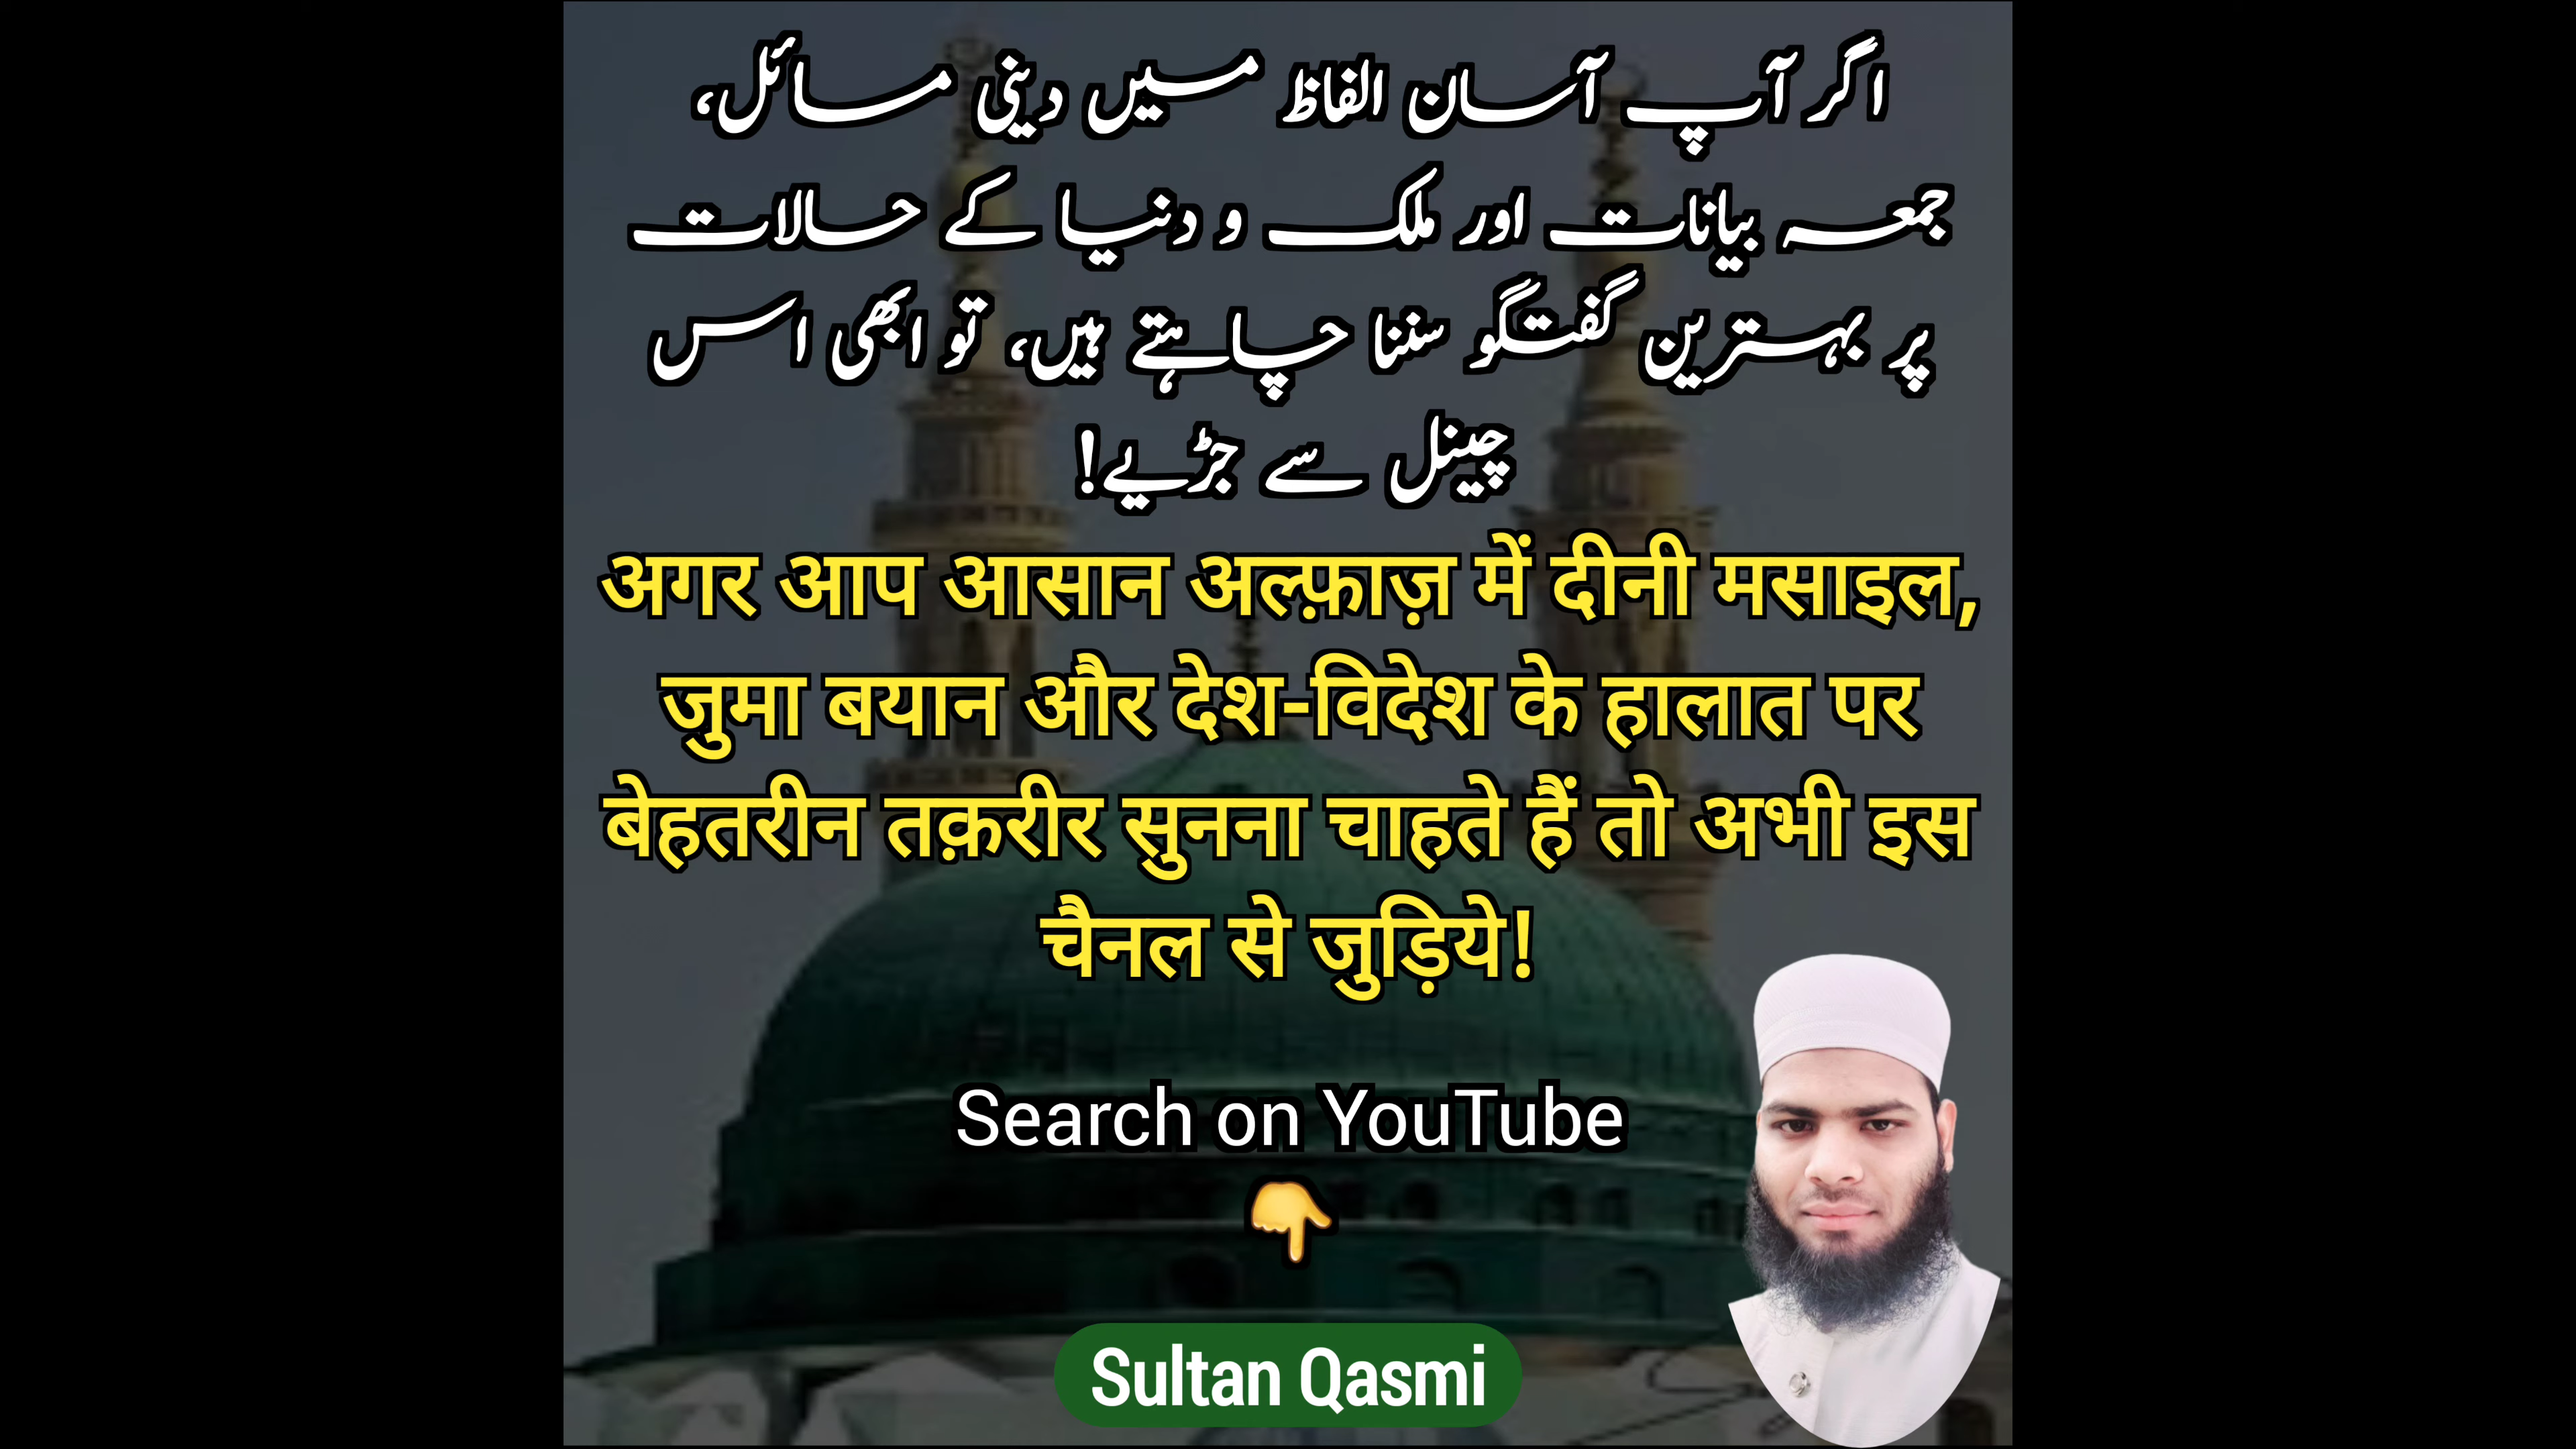 اگر آپ آسان الفاظ میں دینی مسائل،
جمعہ بیانات اور ملک و دنیا کے حالات
پر بہترین گفتگو سننا چاہتے ہیں، تو ابھی اس
چینل سے جڑیے!
अगर आप आसान अल्फ़ाज़ में दीनी मसाइल,
जुमा बयान और देश-विदेश के हालात पर
बेहतरीन तक़रीर सुनना चाहते हैं तो अभी इस
चैनल से जुड़िये!
Search on YouTube
👇
Sultan Qasmi